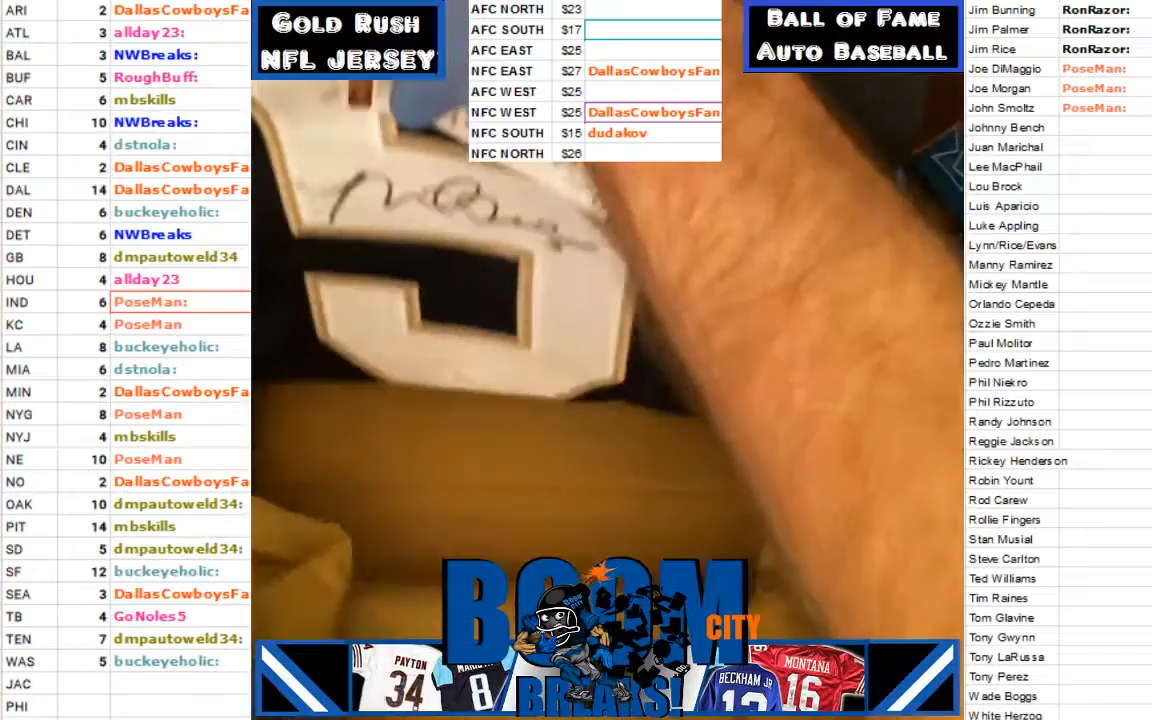 ARI 2 DallasCowboysFa
ATL 3 allday23:
BAL 3 NWBreaks:
BUF 5 RoughBuff:
CAR 6 mbskills
CHI 10 NWBreaks:
CIN 4 dstnola:
CLE 2 DallasCowboysFa
DAL 14 DallasCowboysFa
DEN 6 buckeyeholic:
DET 6 NWBreaks
GB 8 dmpautoweld34
HOU 4 allday23
IND 6 PoseMan:
KC 4 PoseMan
LA 8 buckeyeholic:
MIA 6 dstnola:
MIN 2 DallasCowboysFa
NYG 8 PoseMan
NYJ 4 mbskills
NE 10 PoseMan
NO 2 DallasCowboysFa
OAK 10 dmpautoweld34:
PIT 14 mbskills
SD 5 dmpautoweld34:
SF 12 buckeyeholic:
SEA 3 DallasCowboysFa
TB 4 GoNoles5
TEN 7 dmpautoweld34:
WAS 5 buckeyeholic:
JAC
PHI
Gold Rush
NFL Jersey
AFC NORTH $23
AFC SOUTH $17
AFC EAST $25
NFC EAST $27 DallasCowboysFan
AFC WEST $25
NFC WEST $25 DallasCowboysFan
NFC SOUTH $15 dudakov
NFC NORTH $26
Ball of Fame
Auto Baseball
BOOM
CITY
BREAKS!
PAYTON
34
8
BECKHAM JR
MONTANA
16
Jim Bunning RonRazor:
Jim Palmer RonRazor:
Jim Rice RonRazor:
Joe DiMaggio PoseMan:
Joe Morgan PoseMan:
John Smoltz PoseMan:
Johnny Bench
Juan Marichal
Lee MacPhail
Lou Brock
Luis Aparicio
Luke Appling
Lynn/Rice/Evans
Manny Ramirez
Mickey Mantle
Orlando Cepeda
Ozzie Smith
Paul Molitor
Pedro Martinez
Phil Niekro
Phil Rizzuto
Randy Johnson
Reggie Jackson
Rickey Henderson
Robin Yount
Rod Carew
Rollie Fingers
Stan Musial
Steve Carlton
Ted Williams
Tim Raines
Tom Glavine
Tony Gwynn
Tony LaRussa
Tony Perez
Wade Boggs
White Herzog